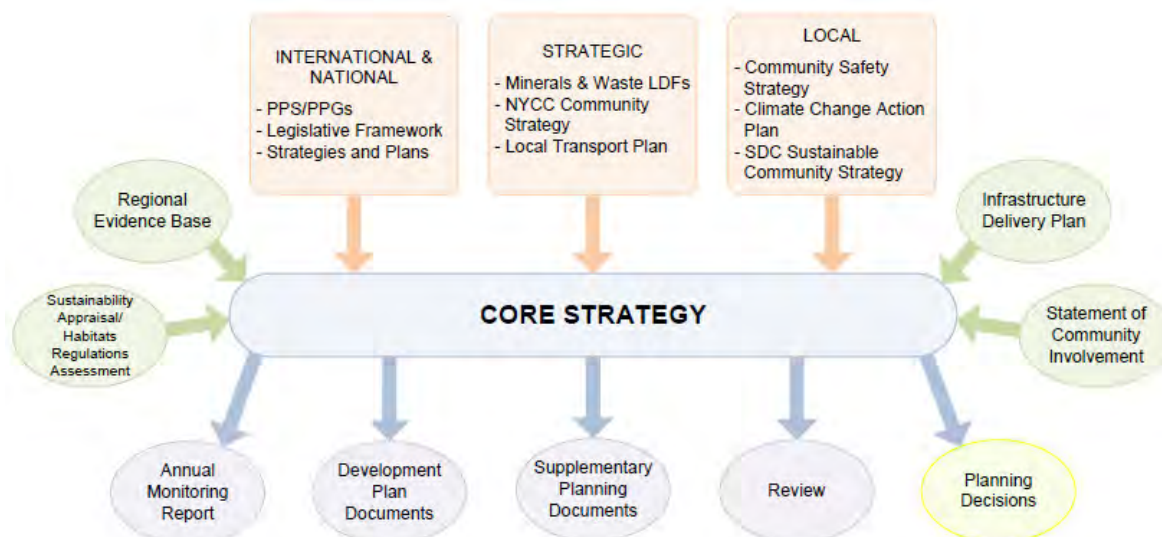 INTERNATIONAL &
NATIONAL
- PPS/PPGs
- Legislative Framework
- Strategies and Plans
STRATEGIC
- Minerals & Waste LDFs
- NYCC Community
Strategy
- Local Transport Plan
LOCAL
- Community Safety
Strategy
- Climate Change Action
Plan
- SDC Sustainable
Community Strategy
Regional
Evidence Base
Infrastructure
Delivery Plan
Sustainability
Appraisal/
Habitats
Regulations
Assessment
CORE STRATEGY
Statement of
Community
Involvement
Annual
Monitoring
Report
Development
Plan
Documents
Supplementary
Planning
Documents
Review
Planning
Decisions